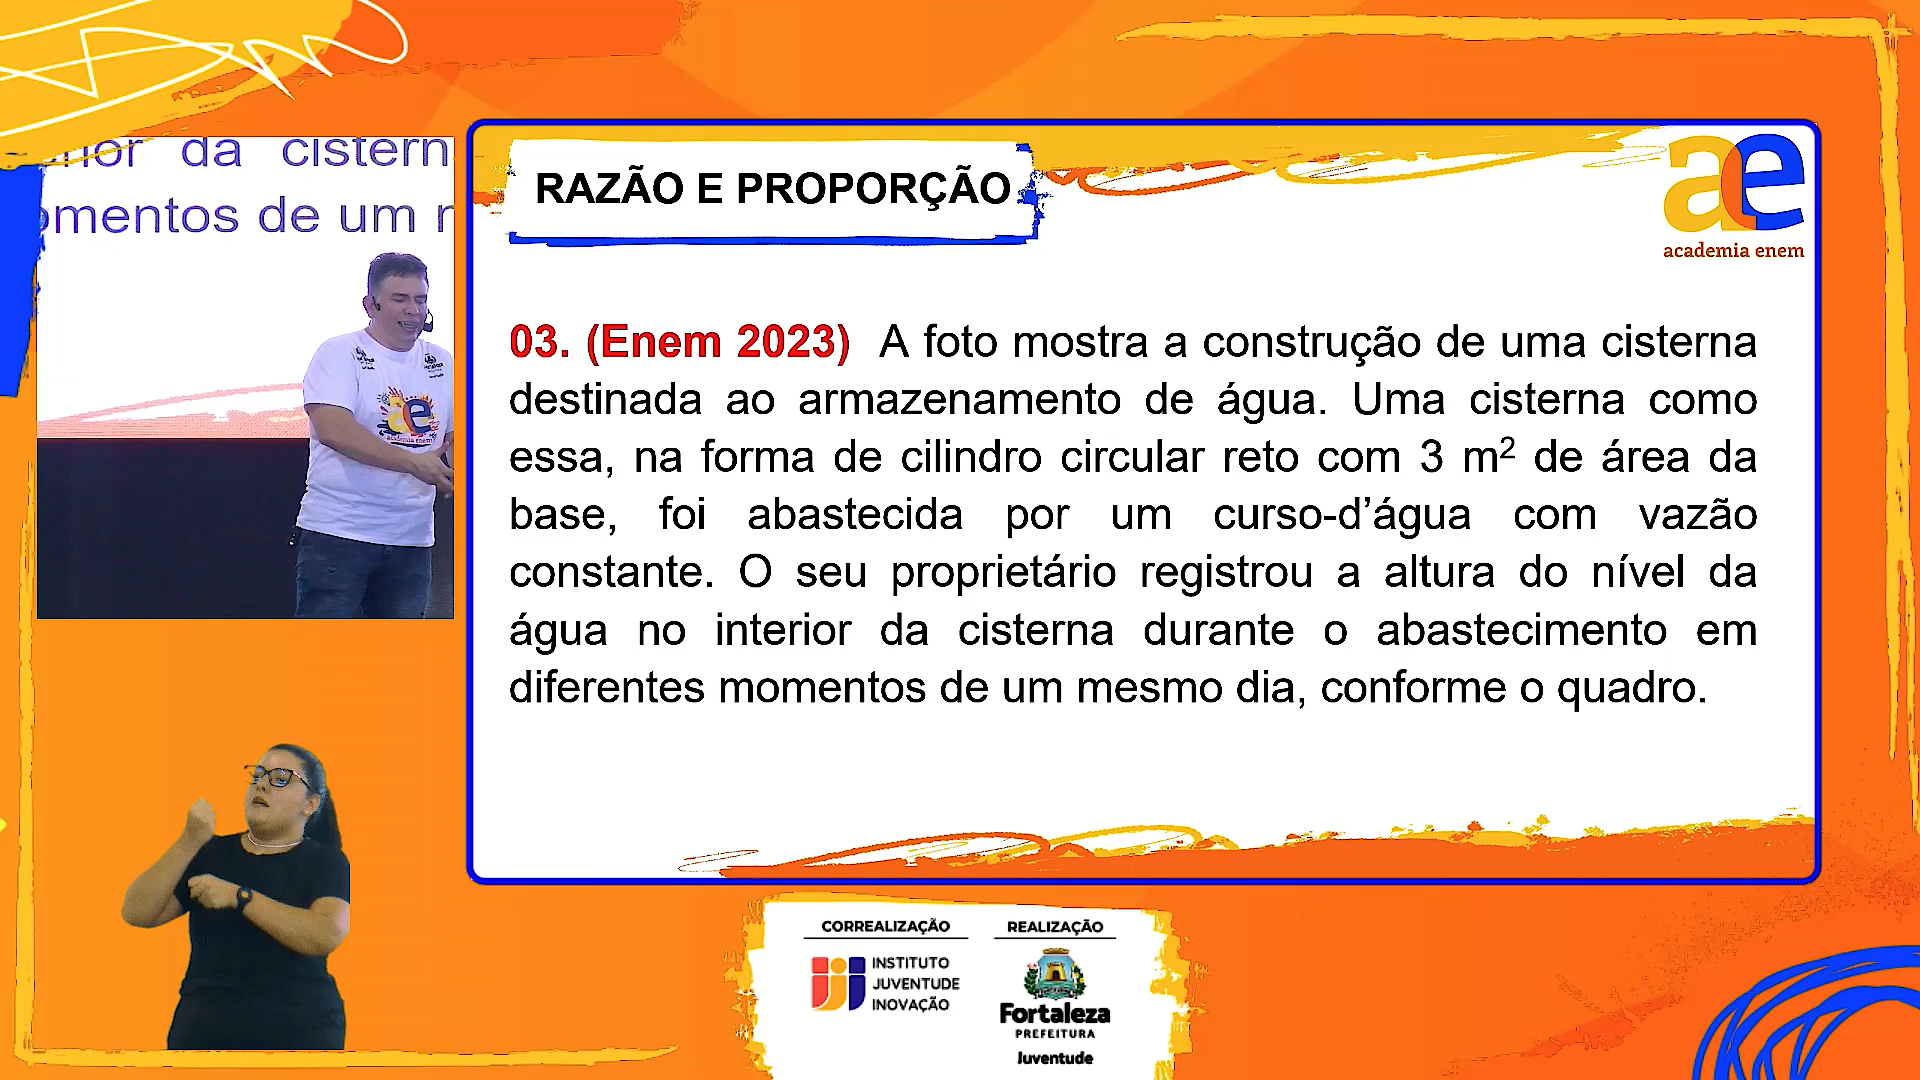 da cistern
omentos de um
RAZÃO E PROPORÇÃO
ae
academia enem
03. (Enem 2023) A foto mostra a construção de uma cisterna
destinada ao armazenamento de água. Uma cisterna como
essa, na forma de cilindro circular reto com 3 m² de área da
base, foi abastecida por um curso-d’água com vazão
constante. O seu proprietário registrou a altura do nível da
água no interior da cisterna durante o abastecimento em
diferentes momentos de um mesmo dia, conforme o quadro.
CORREALIZAÇÃO
INSTITUTO
JUVENTUDE
INOVAÇÃO
REALIZAÇÃO
Fortaleza
PREFEITURA
Juventude